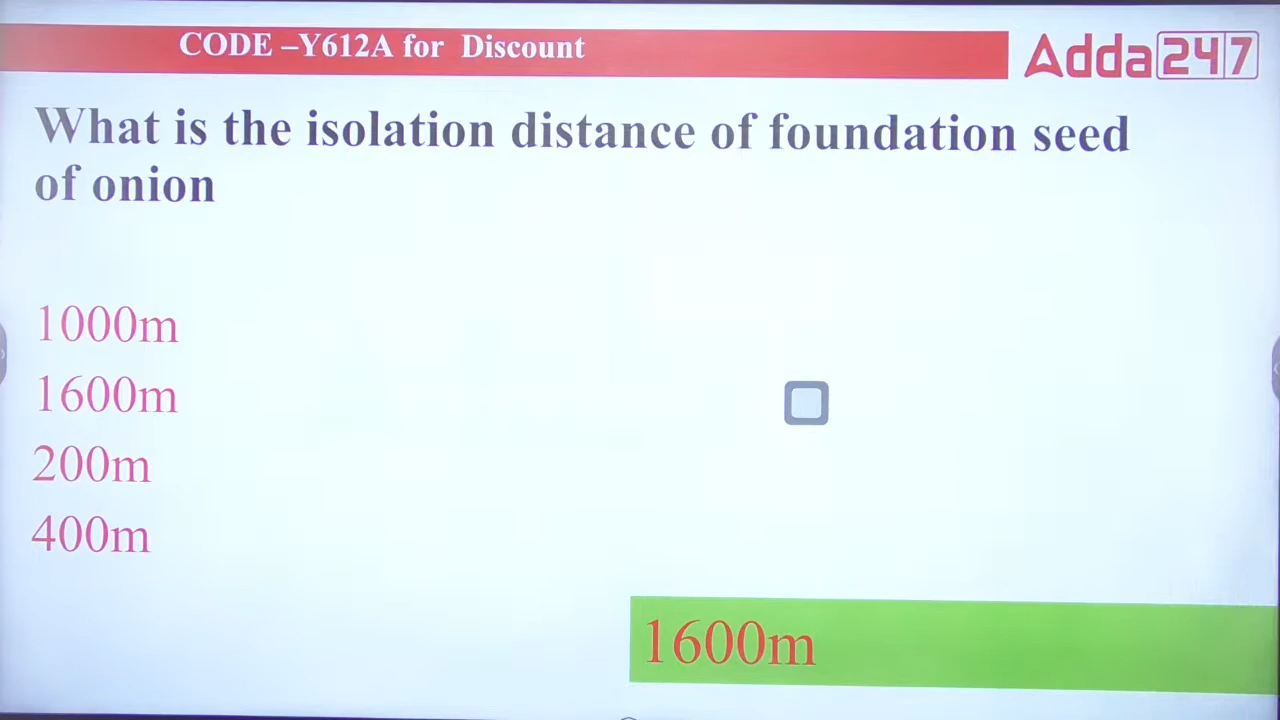 CODE –Y612A for Discount
Adda247
What is the isolation distance of foundation seed
of onion
1000m
1600m
200m
400m
1600m